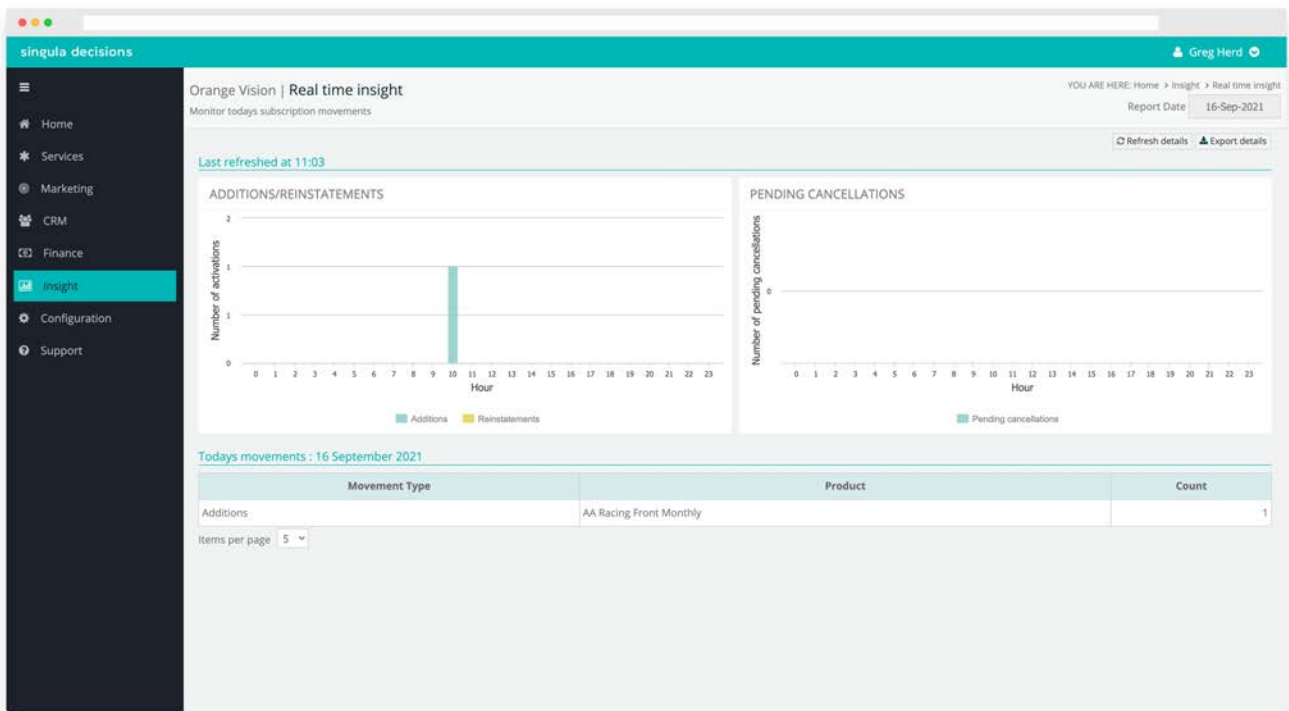 singula decisions
Greg Herd
Home
Services
Marketing
CRM
Finance
Insight
Configuration
Support
Orange Vision | Real time insight
Monitor todays subscription movements
YOU ARE HERE: Home > Insight > Real time insight
Report Date 16-Sep-2021
Refresh details Export details
Last refreshed at 11:03
ADDITIONS/REINSTATEMENTS
Number of activations
2
1
1
0
0 1 2 3 4 5 6 7 8 9 10 11 12 13 14 15 16 17 18 19 20 21 22 23
Hour
Additions Reinstatements
PENDING CANCELLATIONS
Number of pending cancellations
0
0 1 2 3 4 5 6 7 8 9 10 11 12 13 14 15 16 17 18 19 20 21 22 23
Hour
Pending cancellations
Todays movements : 16 September 2021
Movement Type Product Count
Additions AA Racing Front Monthly 1
Items per page 5